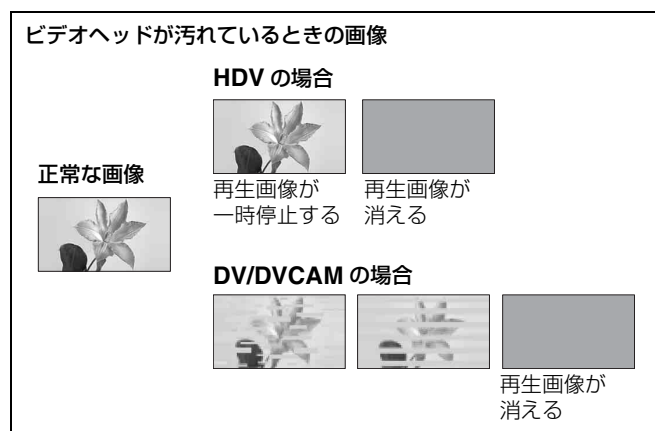 ビデオヘッドが汚れているときの画像
HDV の場合
正常な画像
再生画像が
一時停止する
再生画像が
消える
DV/DVCAM の場合
再生画像が
消える